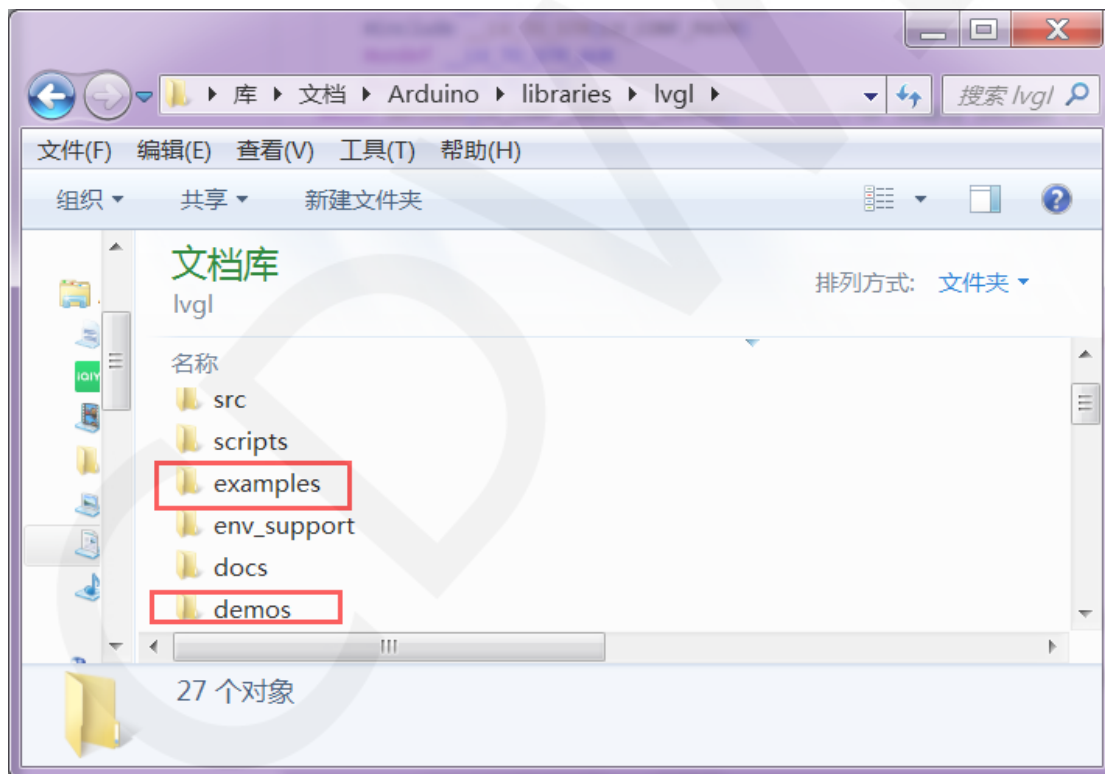 库 ▸ 文档 ▸ Arduino ▸ libraries ▸ lvgl ▸ 搜索 lvgl
文件(F) 编辑(E) 查看(V) 工具(T) 帮助(H)
组织 共享 新建文件夹
文档库
lvgl
排列方式: 文件夹
名称
src
scripts
examples
env_support
docs
demos
27 个对象